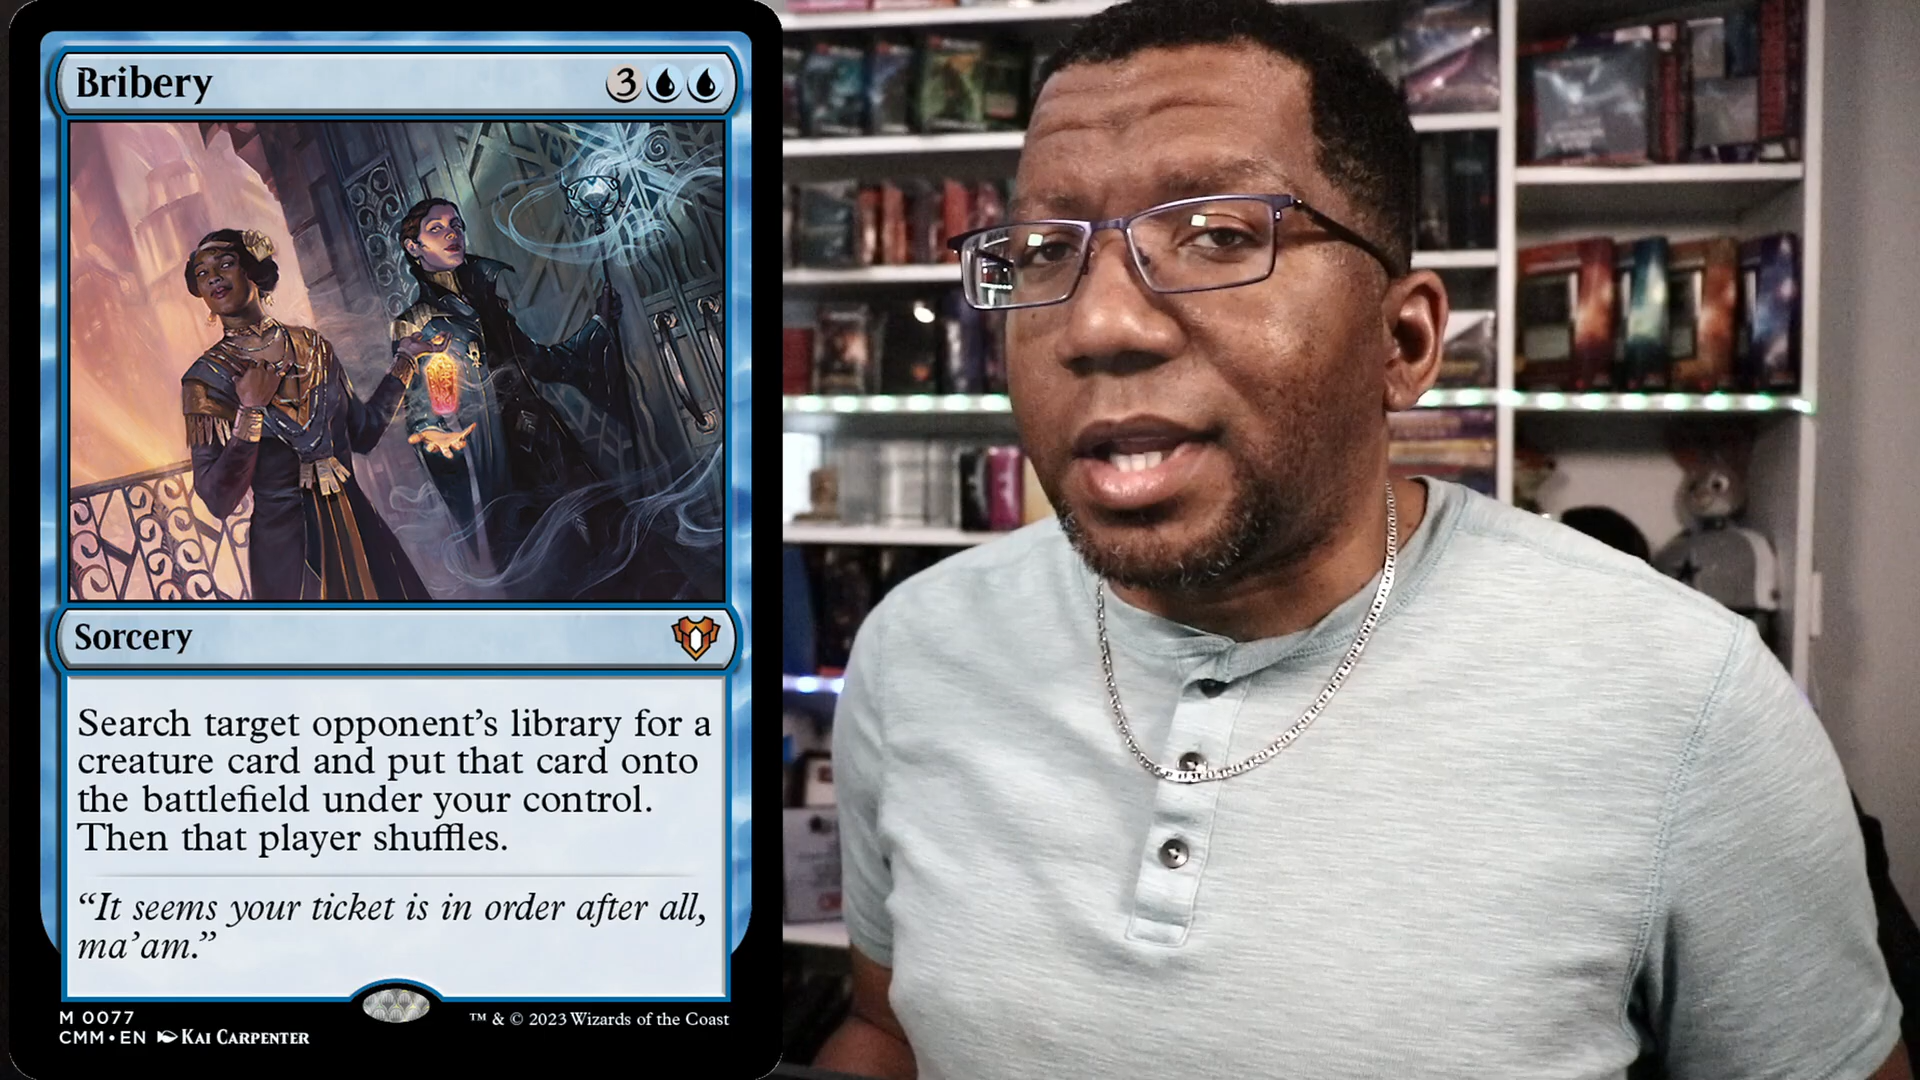 Bribery
3
Sorcery
Search target opponent's library for a
creature card and put that card onto
the battlefield under your control.
Then that player shuffles.
“It seems your ticket is in order after all,
ma'am.”
M 0077
CMM•EN Kai Carpenter
™ & © 2023 Wizards of the Coast